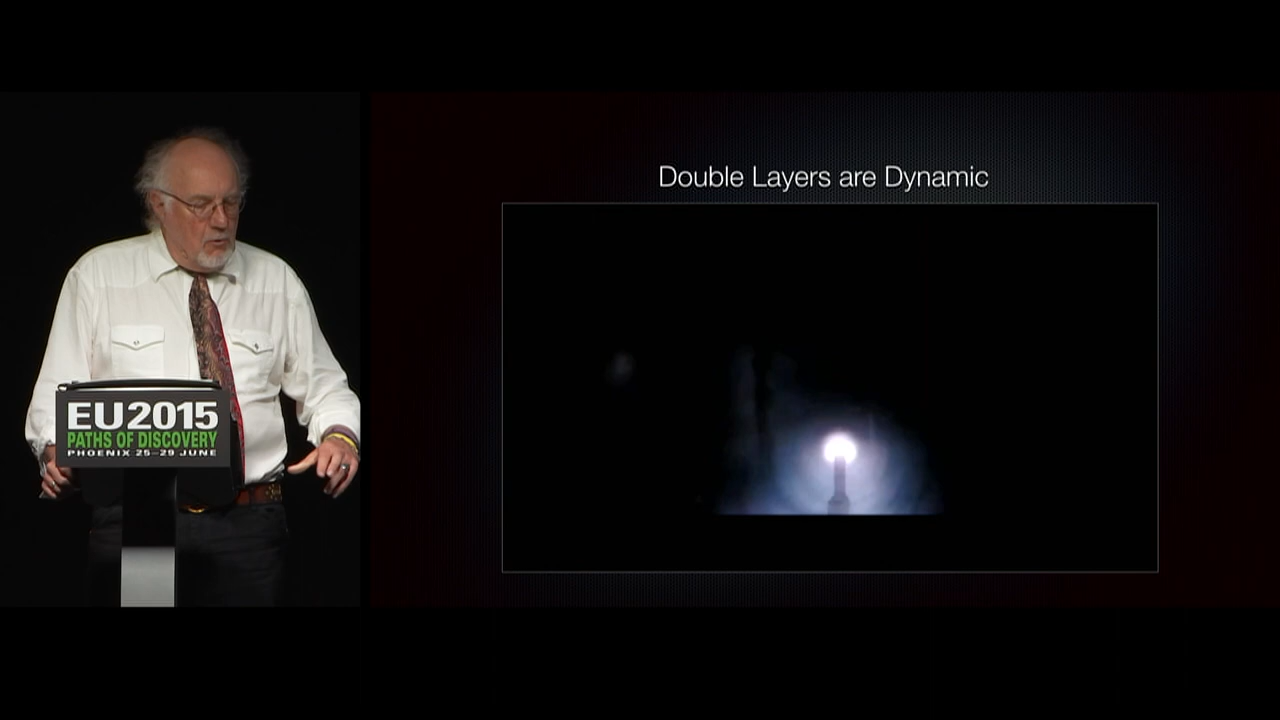 EU2015
PATHS OF DISCOVERY
PHOENIX 25–29 JUNE
Double Layers are Dynamic